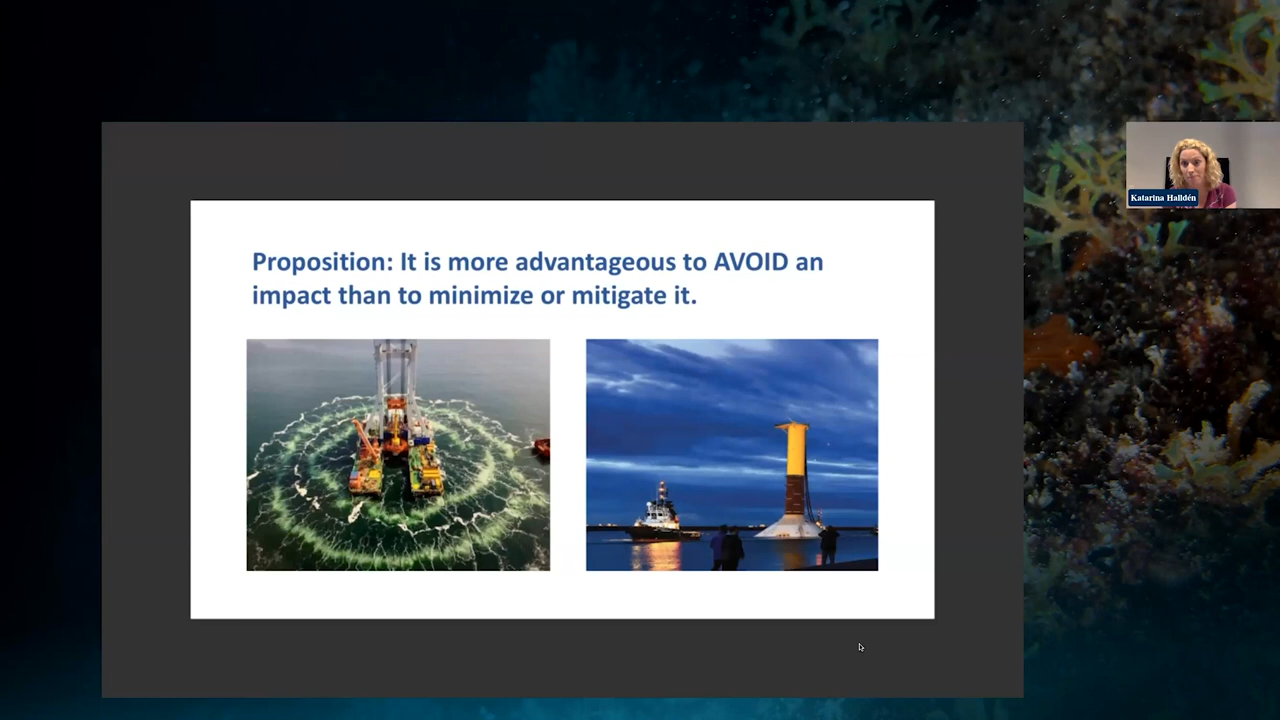 Proposition: It is more advantageous to AVOID an
impact than to minimize or mitigate it.
Katarina Halldén